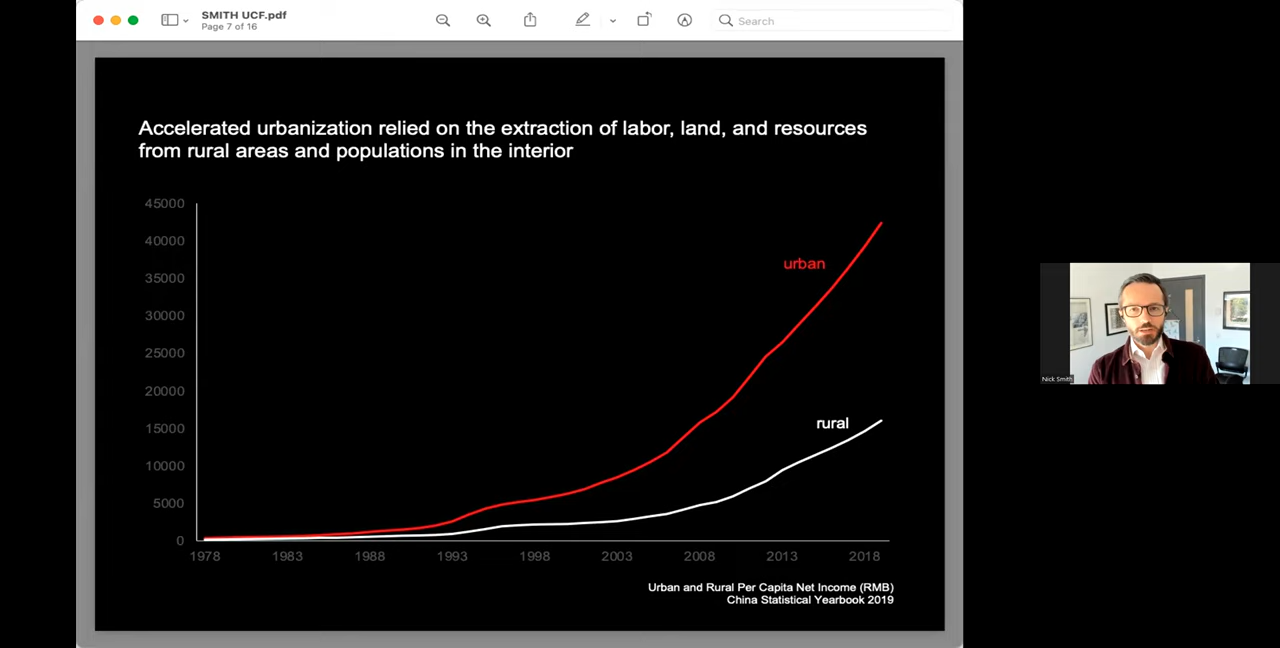 SMITH UCF.pdf
Page 7 of 16
Search
Accelerated urbanization relied on the extraction of labor, land, and resources
from rural areas and populations in the interior
45000
40000
35000
30000
25000
20000
15000
10000
5000
0
urban
rural
1978 1983 1988 1993 1998 2003 2008 2013 2018
Urban and Rural Per Capita Net Income (RMB)
China Statistical Yearbook 2019
Nick Smith